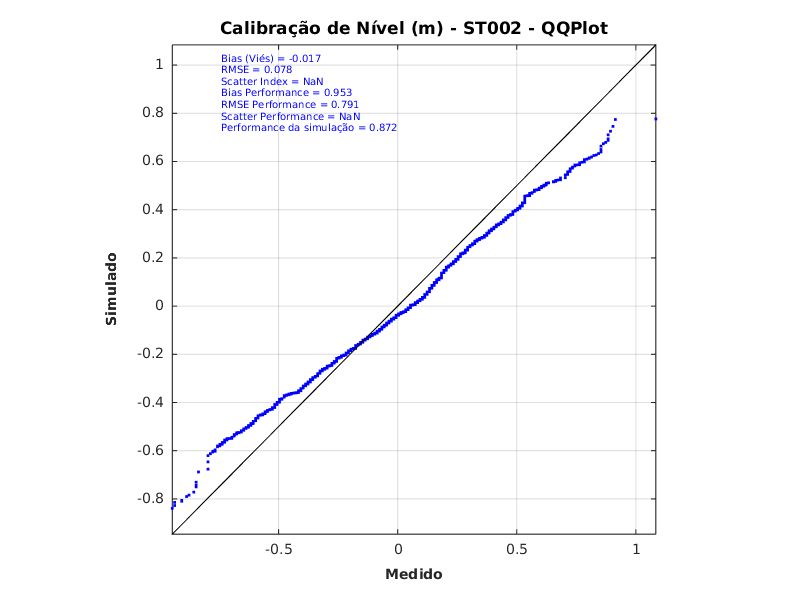 Calibração de Nível (m) - ST002 - QQPlot
Bias (Viés) = -0.017
RMSE = 0.078
Scatter Index = NaN
Bias Performance = 0.953
RMSE Performance = 0.791
Scatter Performance = NaN
Performance da simulação = 0.872
1
0.8
0.6
0.4
0.2
0
-0.2
-0.4
-0.6
-0.8
Simulado
-0.5 0 0.5 1
Medido